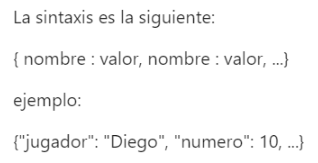 La sintaxis es la siguiente:
{ nombre : valor, nombre : valor, ...}
ejemplo:
{"jugador": "Diego", "numero": 10, ...}